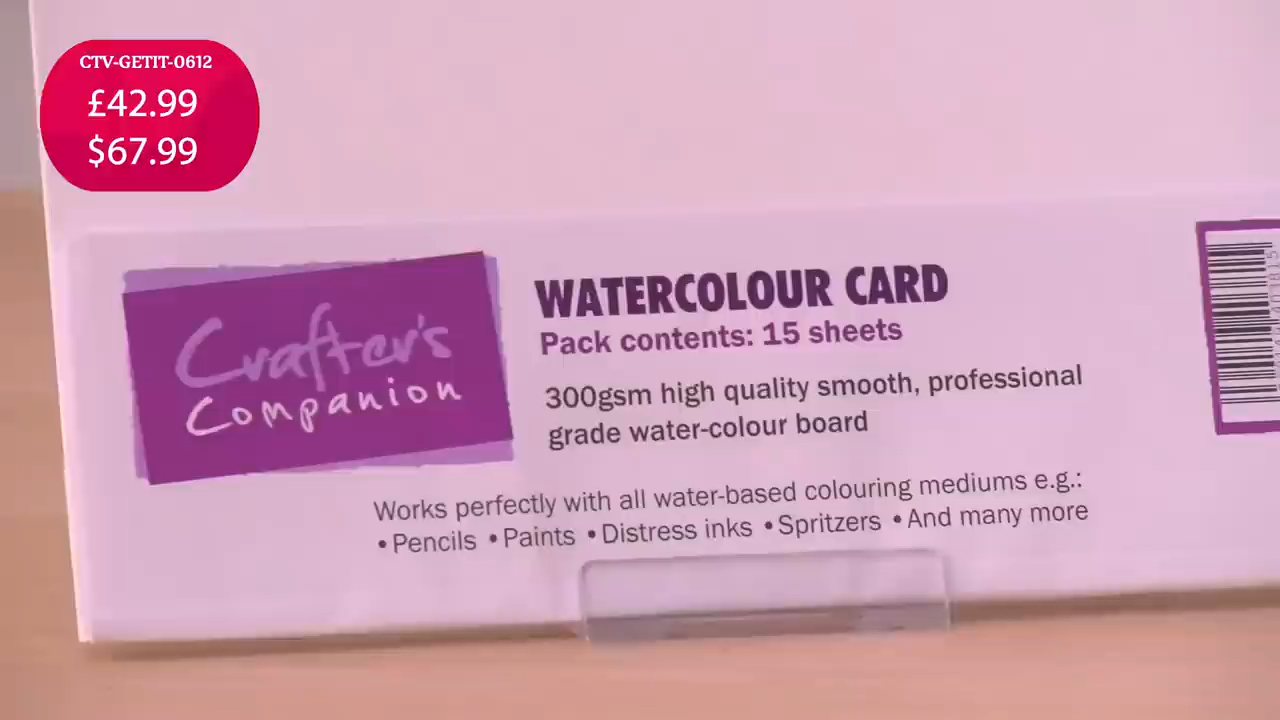 CTV-GETIT-0612
£42.99
$67.99
Crafter's
Companion
WATERCOLOUR CARD
Pack contents: 15 sheets
300gsm high quality smooth, professional
grade water-colour board
Works perfectly with all water-based colouring mediums e.g.:
• Pencils • Paints • Distress inks • Spritzers • And many more